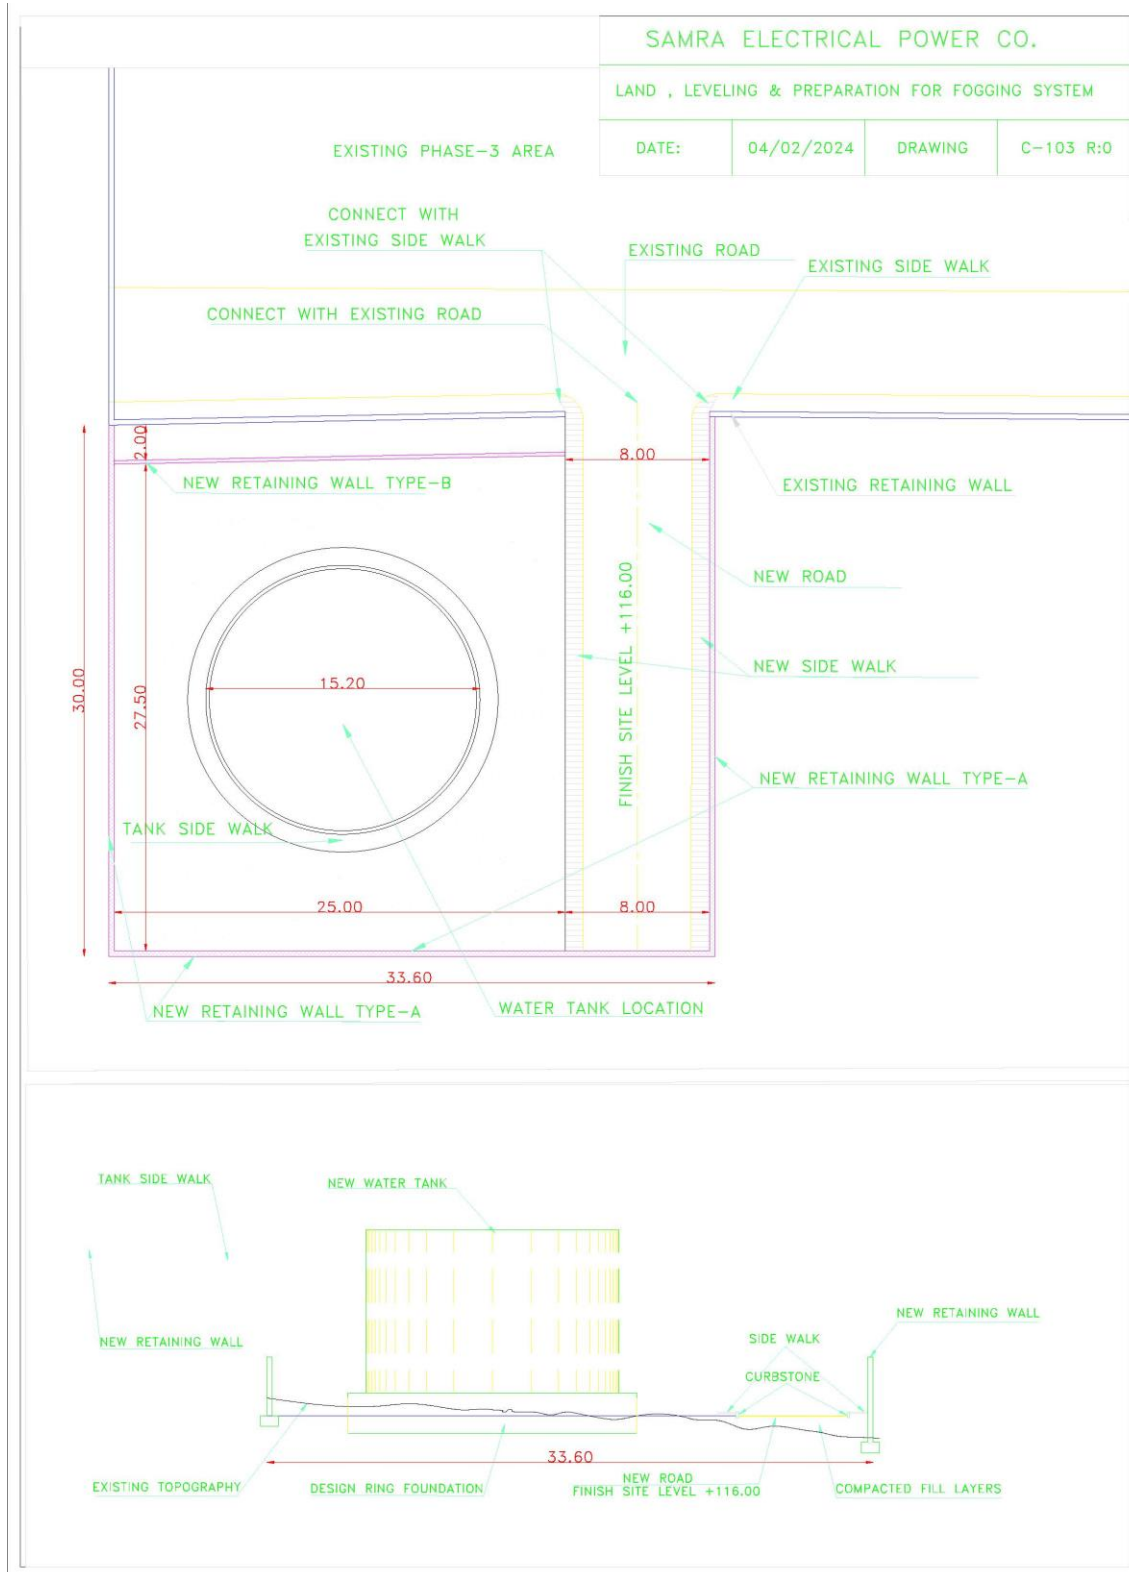 SAMRA ELECTRICAL POWER CO.
LAND , LEVELING & PREPARATION FOR FOGGING SYSTEM
DATE: 04/02/2024 DRAWING C-103 R:0
EXISTING PHASE-3 AREA
CONNECT WITH
EXISTING SIDE WALK
EXISTING ROAD
EXISTING SIDE WALK
CONNECT WITH EXISTING ROAD
2.00
8.00
NEW RETAINING WALL TYPE-B
EXISTING RETAINING WALL
NEW ROAD
FINISH SITE LEVEL +116.00
NEW SIDE WALK
30.00
27.50
15.20
NEW RETAINING WALL TYPE-A
TANK SIDE WALK
25.00
8.00
33.60
NEW RETAINING WALL TYPE-A
WATER TANK LOCATION
TANK SIDE WALK
NEW WATER TANK
NEW RETAINING WALL
NEW RETAINING WALL
SIDE WALK
CURBSTONE
33.60
EXISTING TOPOGRAPHY
DESIGN RING FOUNDATION
NEW ROAD
FINISH SITE LEVEL +116.00
COMPACTED FILL LAYERS